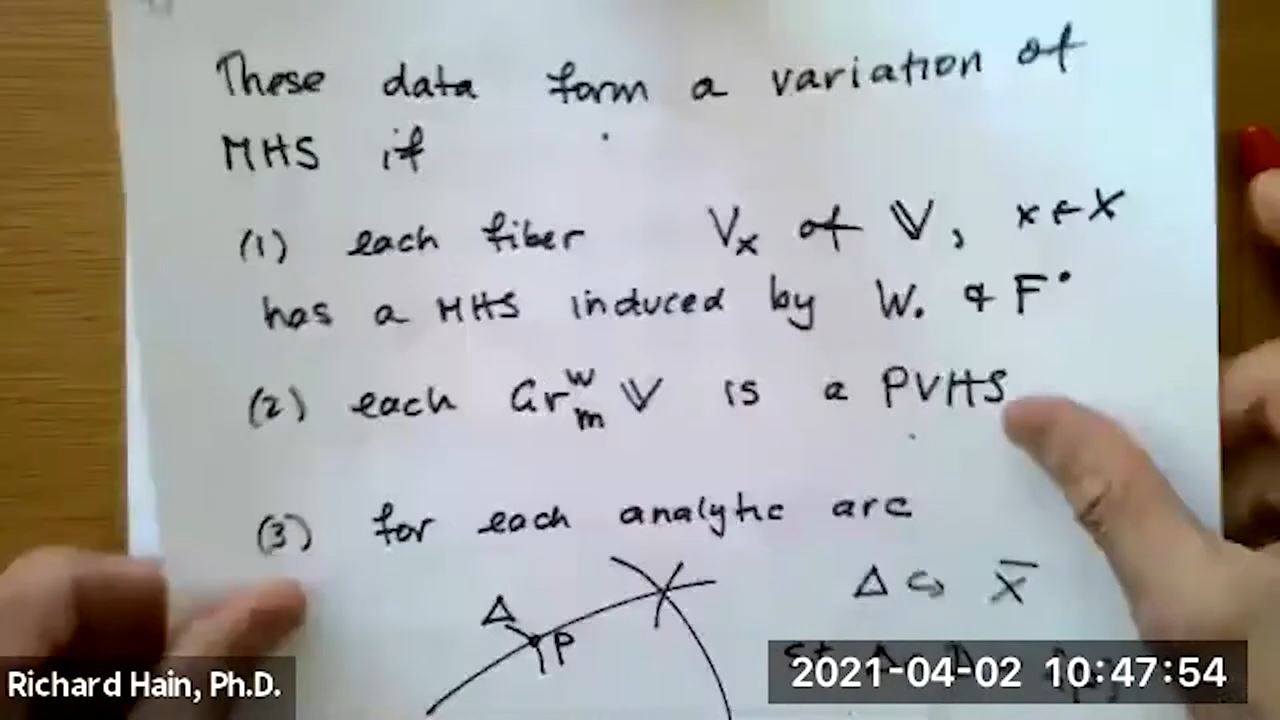 These data form a variation of
MHS if
(1) each fiber V_x of 𝕍, x ∈ X
has a MHS induced by W. & F•
(2) each Gr^W_m 𝕍 is a PVHS
(3) for each analytic arc
Δ ↪ X̄
Δ
P
Richard Hain, Ph.D.
2021-04-02 10:47:54